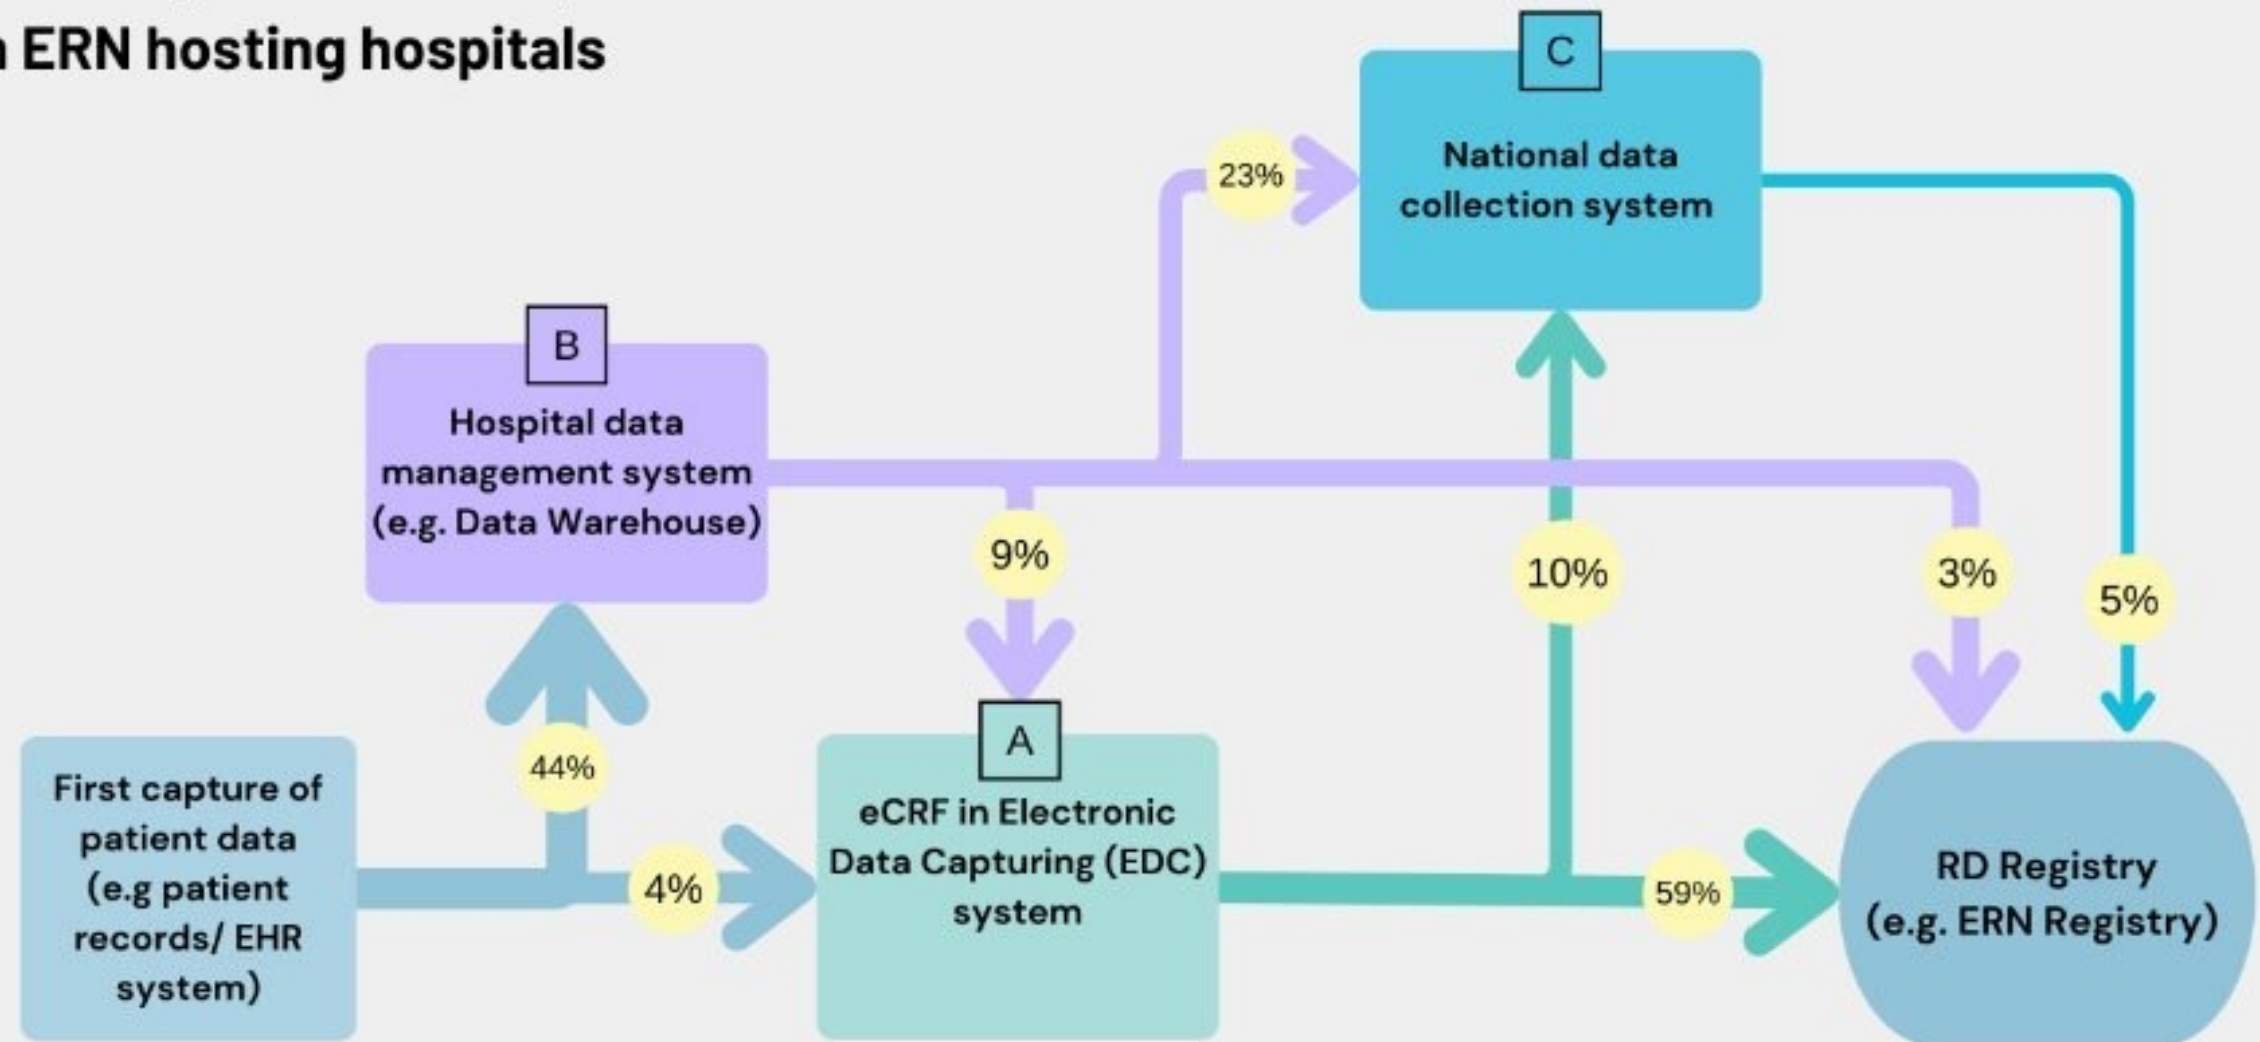 ERN hosting hospitals
C
National data
collection system
23%
B
Hospital data
management system
(e.g. Data Warehouse)
9%
10%
3%
5%
44%
4%
First capture of
patient data
(e.g patient
records/ EHR
system)
A
eCRF in Electronic
Data Capturing (EDC)
system
59%
RD Registry
(e.g. ERN Registry)